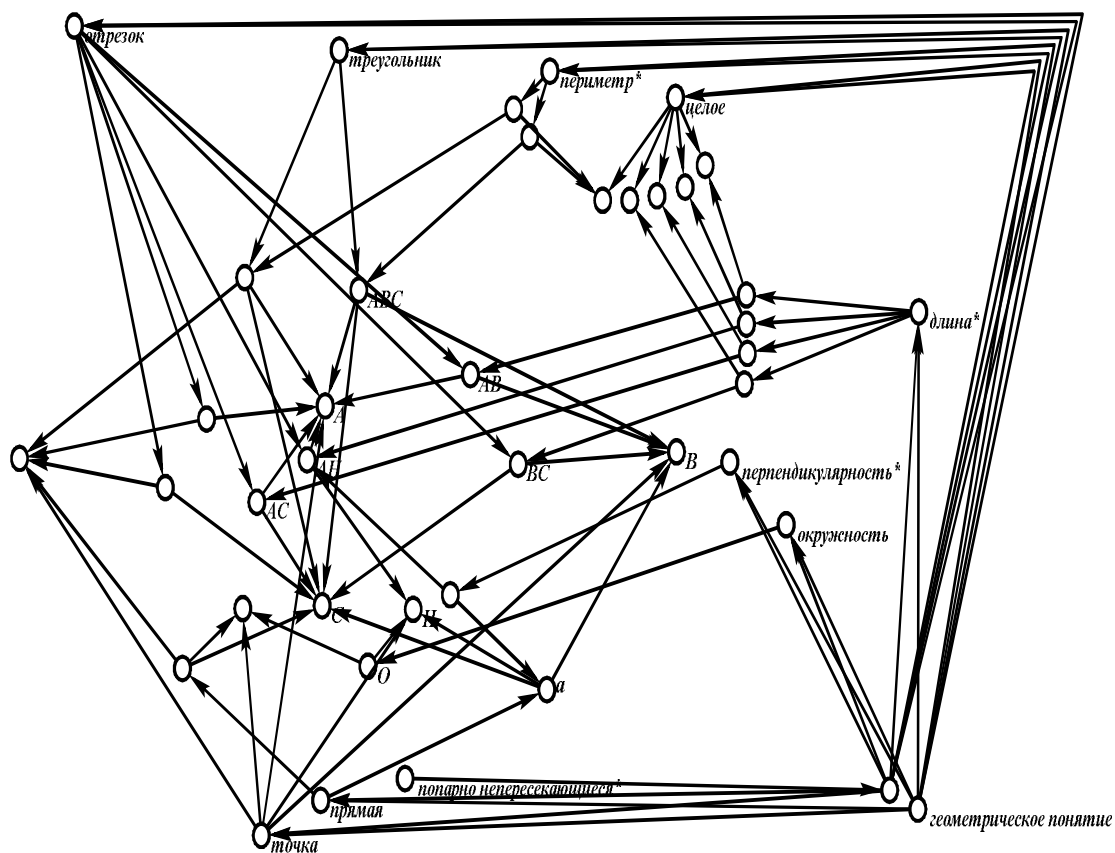 отрезок
треугольник
периметр*
целое
ABC
длина*
AB
A
B
AH
BC
перпендикулярность*
AC
окружность
C
H
O
a
попарно непересекающиеся*
прямая
геометрическое понятие
точка